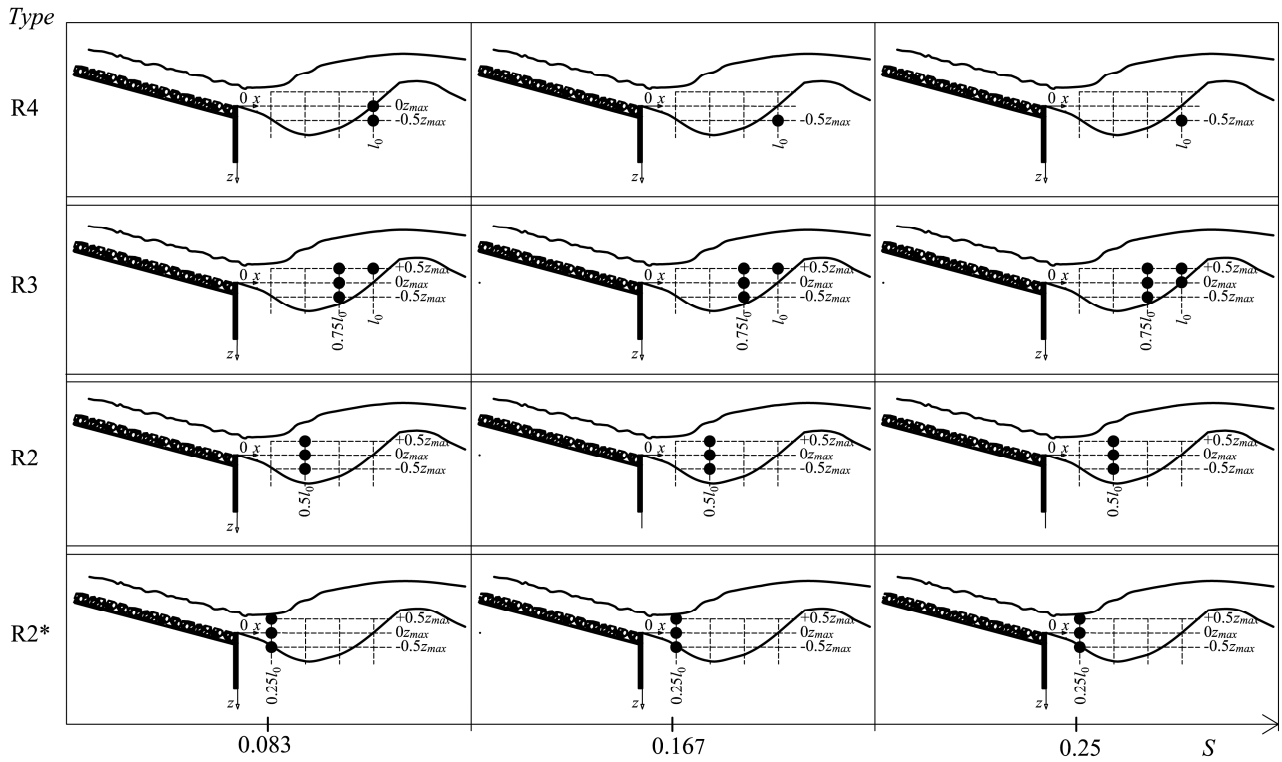 Type
R4
0 x
0zmax
-0.5zmax
l0
z
0 x
-0.5zmax
l0
z
0 x
-0.5zmax
l0
z
R3
0 x
+0.5zmax
0zmax
-0.5zmax
0.75l0
l0
z
0 x
+0.5zmax
0zmax
-0.5zmax
0.75l0
l0
z
0 x
+0.5zmax
0zmax
-0.5zmax
0.75l0
l0
z
R2
0 x
+0.5zmax
0zmax
-0.5zmax
0.5l0
z
0 x
+0.5zmax
0zmax
-0.5zmax
0.5l0
0 x
+0.5zmax
0zmax
-0.5zmax
0.5l0
R2*
0 x
+0.5zmax
0zmax
-0.5zmax
0.25l0
z
0 x
+0.5zmax
0zmax
-0.5zmax
0.25l0
z
0 x
+0.5zmax
0zmax
-0.5zmax
0.25l0
z
0.083
0.167
0.25
S